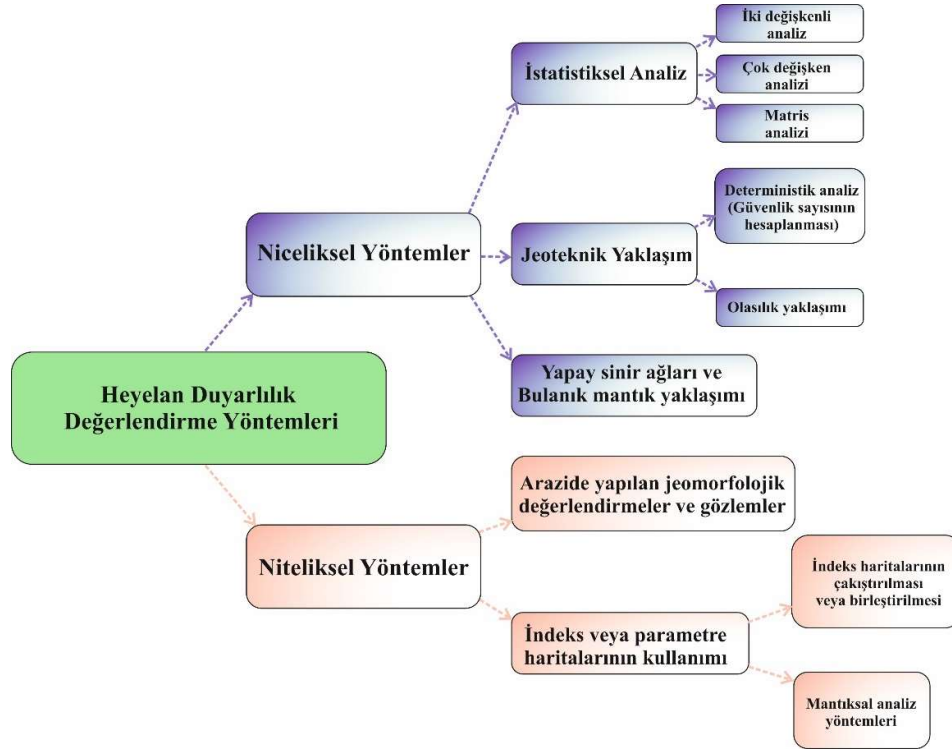 Heyelan Duyarlılık
Değerlendirme Yöntemleri
Niceliksel Yöntemler
İstatistiksel Analiz
İki değişkenli
analiz
Çok değişken
analizi
Matris
analizi
Jeoteknik Yaklaşım
Deterministik analiz
(Güvenlik sayısının
hesaplanması)
Olasılık yaklaşımı
Yapay sinir ağları ve
Bulanık mantık yaklaşımı
Niteliksel Yöntemler
Arazide yapılan jeomorfolojik
değerlendirmeler ve gözlemler
İndeks veya parametre
haritalarının kullanımı
İndeks haritalarının
çakıştırılması
veya birleştirilmesi
Mantıksal analiz
yöntemleri